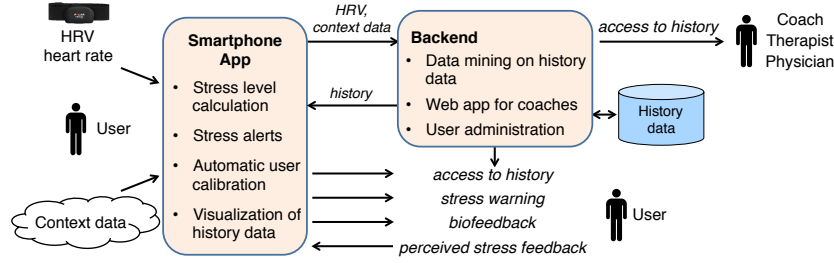 HRV
heart rate
User
Context data
Smartphone
App
• Stress level
calculation
• Stress alerts
• Automatic user
calibration
• Visualization of
history data
HRV,
context data
history
Backend
• Data mining on history
data
• Web app for coaches
• User administration
access to history
Coach
Therapist
Physician
History
data
access to history
stress warning
biofeedback
perceived stress feedback
User